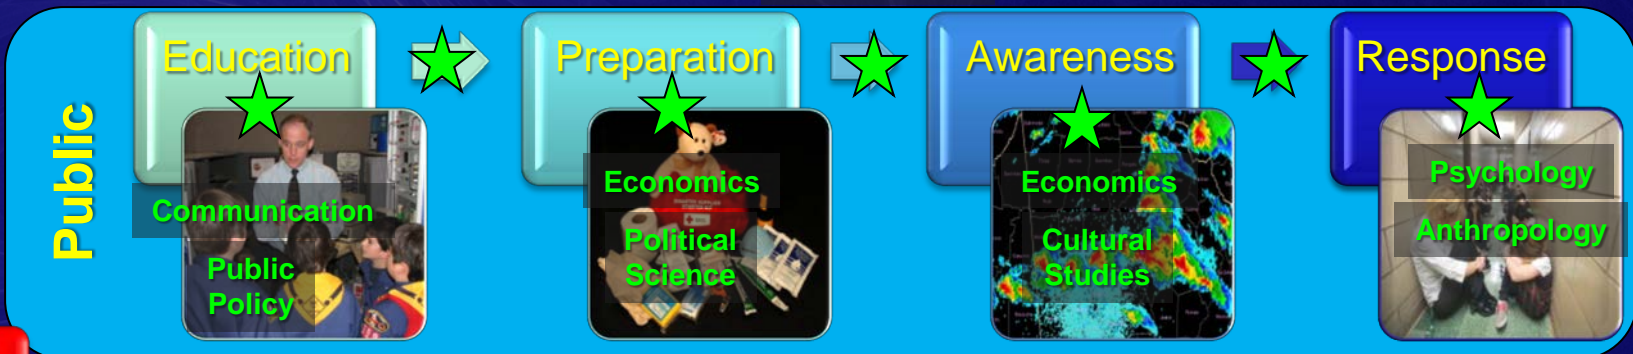 Public
Education
Preparation
Awareness
Response
Communication
Public
Policy
Economics
Political
Science
Economics
Cultural
Studies
Psychology
Anthropology